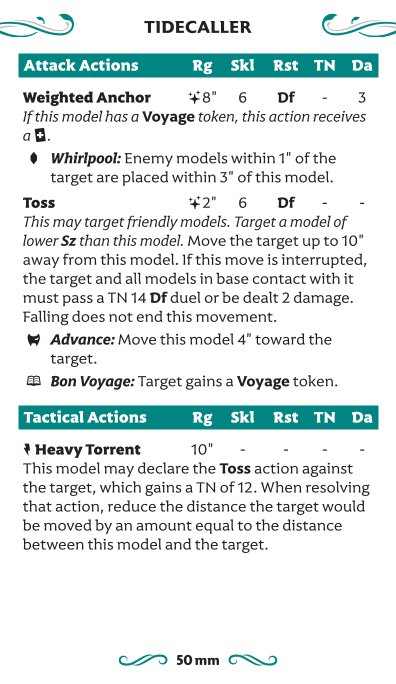 TIDECALLER
Attack Actions Rg Skl Rst TN Da
Weighted Anchor 8" 6 Df - 3
If this model has a Voyage token, this action receives
a .
Whirlpool: Enemy models within 1" of the
target are placed within 3" of this model.
Toss 2" 6 Df - -
This may target friendly models. Target a model of
lower Sz than this model. Move the target up to 10"
away from this model. If this move is interrupted,
the target and all models in base contact with it
must pass a TN 14 Df duel or be dealt 2 damage.
Falling does not end this movement.
Advance: Move this model 4" toward the
target.
Bon Voyage: Target gains a Voyage token.
Tactical Actions Rg Skl Rst TN Da
Heavy Torrent 10" - - - -
This model may declare the Toss action against
the target, which gains a TN of 12. When resolving
that action, reduce the distance the target would
be moved by an amount equal to the distance
between this model and the target.
50 mm